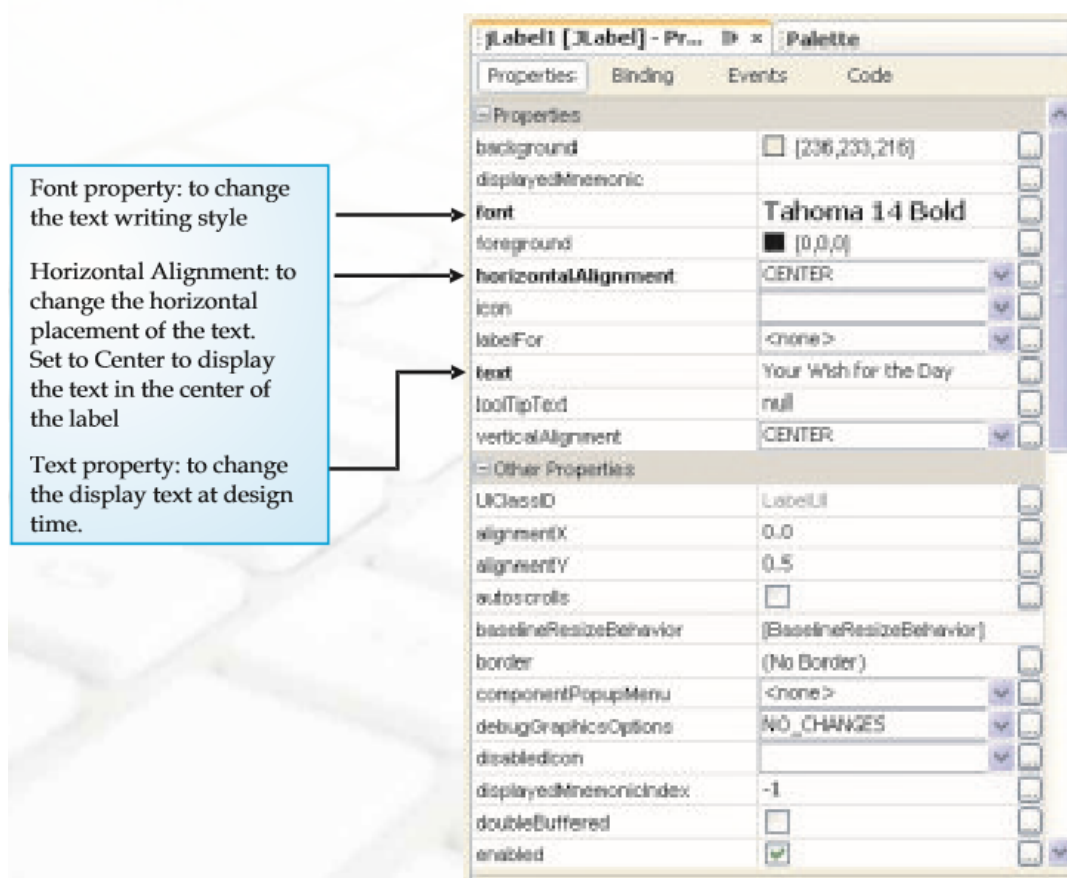 jLabel1 [JLabel] - Pr...
Palette
Properties Binding Events Code
Properties
background [236,233,216]
displayedMnemonic
font Tahoma 14 Bold
foreground [0,0,0]
horizontalAlignment CENTER
icon
labelFor <none>
text Your Wish for the Day
toolTipText null
verticalAlignment CENTER
Other Properties
UIClassID LabelUI
alignmentX 0.0
alignmentY 0.5
autoscrolls
baselineResizeBehavior [BaselineResizeBehavior]
border (No Border)
componentPopupMenu <none>
debugGraphicsOptions NO_CHANGES
disabledIcon
displayedMnemonicIndex -1
doubleBuffered
enabled
Font property: to change
the text writing style
Horizontal Alignment: to
change the horizontal
placement of the text.
Set to Center to display
the text in the center of
the label
Text property: to change
the display text at design
time.